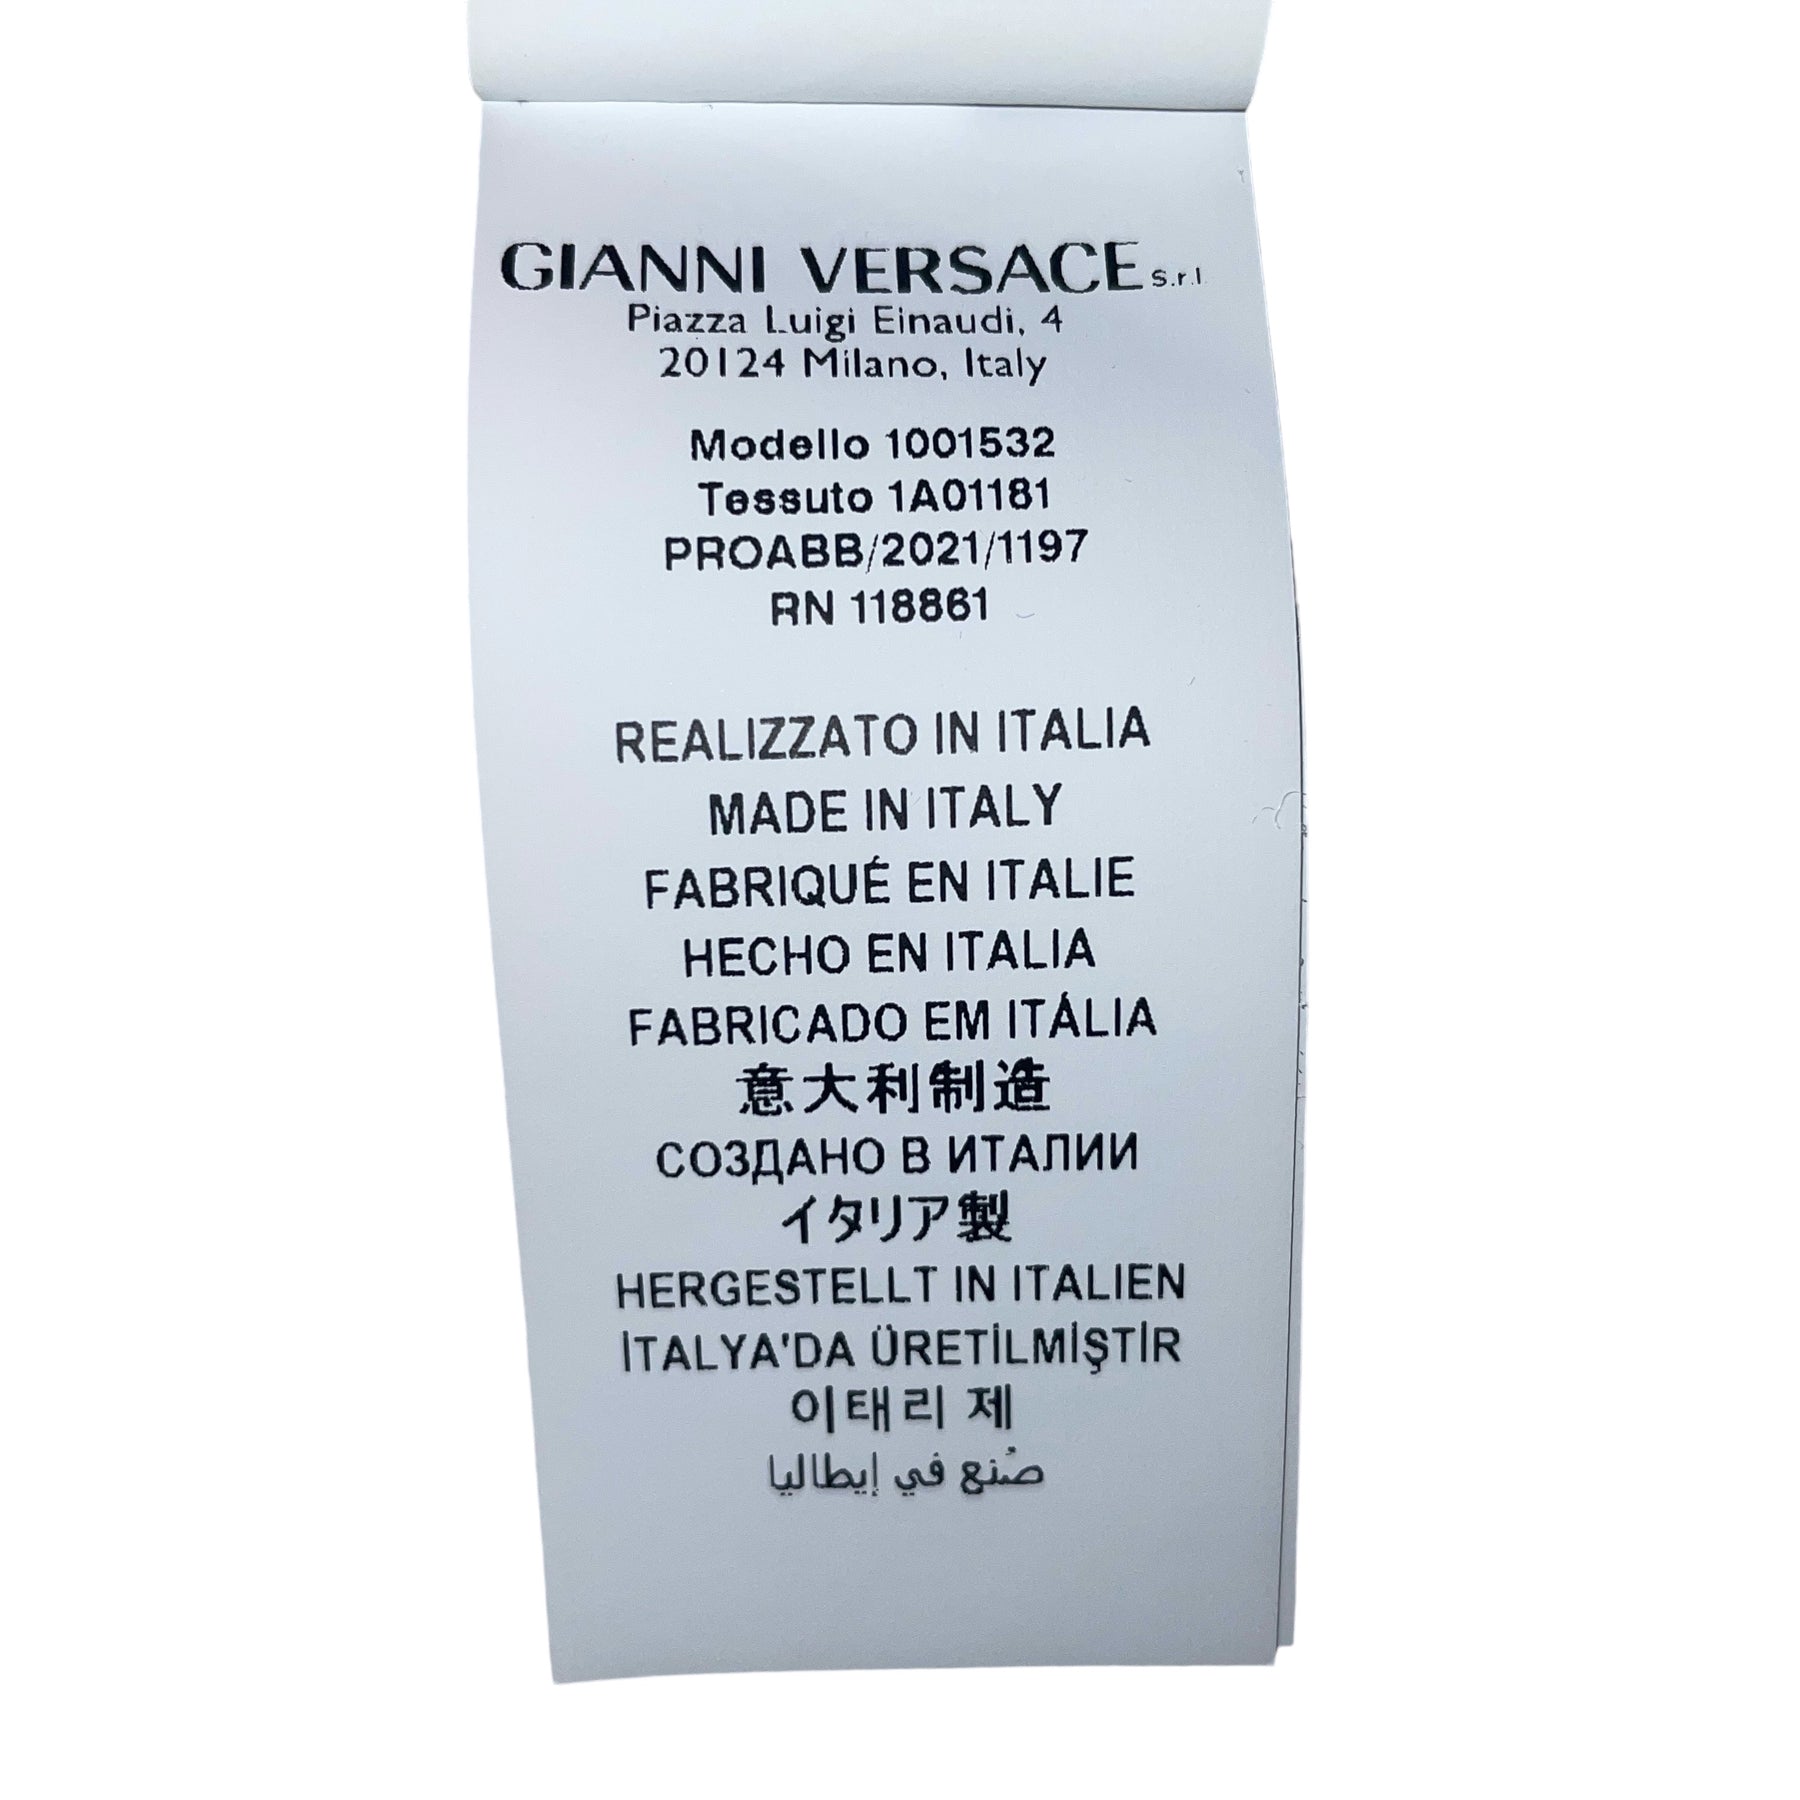 GIANNI VERSACE s.r.l.
Piazza Luigi Einaudi, 4
20124 Milano, Italy
Modello 1001532
Tessuto 1A01181
PROABB/2021/1197
RN 118861
REALIZZATO IN ITALIA
MADE IN ITALY
FABRIQUÉ EN ITALIE
HECHO EN ITALIA
FABRICADO EM ITÁLIA
意大利制造
СОЗДАНО В ИТАЛИИ
イタリア製
HERGESTELLT IN ITALIEN
İTALYA'DA ÜRETİLMİŞTİR
이태리 제
صُنع في إيطاليا